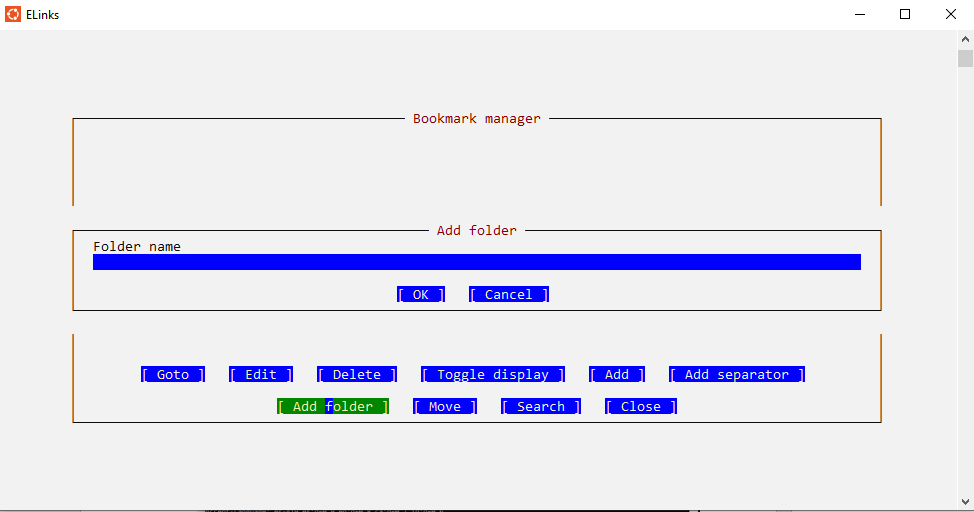 ELinks
Bookmark manager
Add folder
Folder name
[ OK ] [ Cancel ]
[ Goto ] [ Edit ] [ Delete ] [ Toggle display ] [ Add ] [ Add separator ]
[ Add folder ] [ Move ] [ Search ] [ Close ]